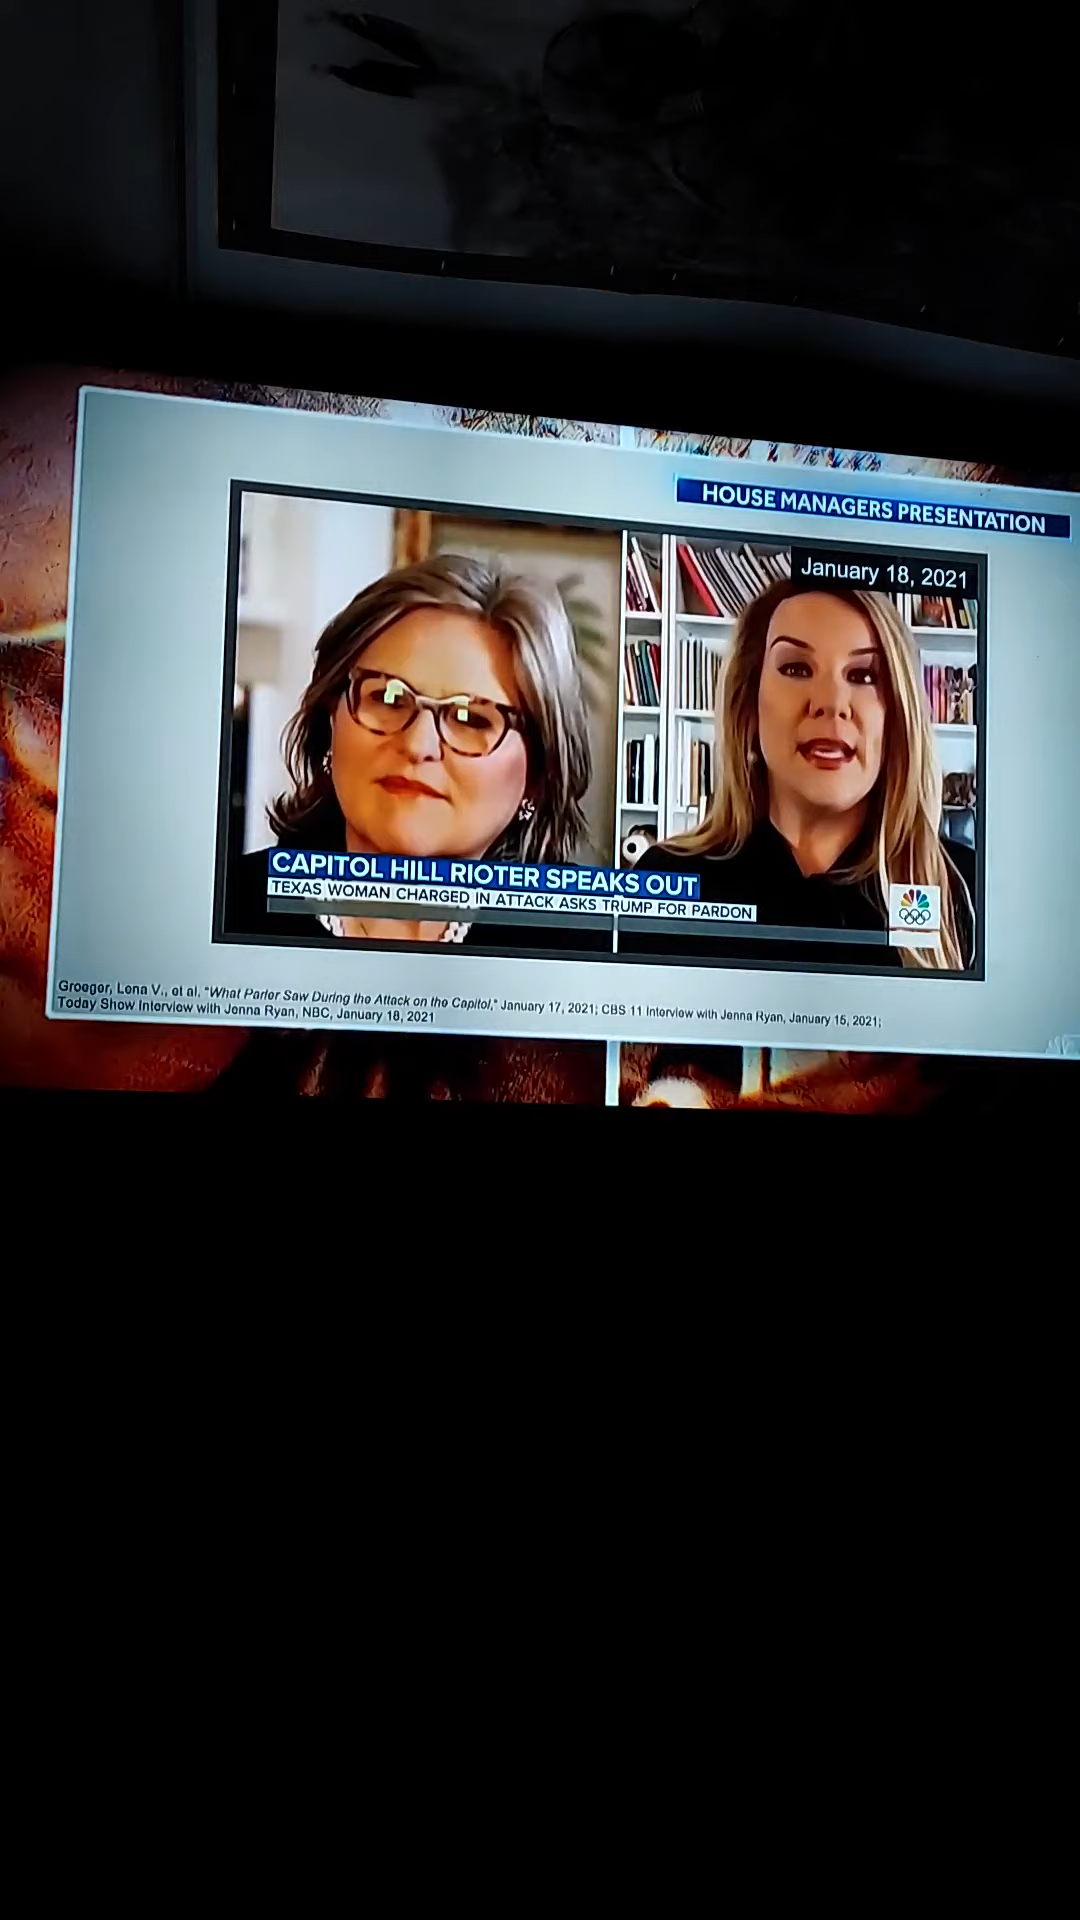 HOUSE MANAGERS PRESENTATION
January 18, 2021
CAPITOL HILL RIOTER SPEAKS OUT
TEXAS WOMAN CHARGED IN ATTACK ASKS TRUMP FOR PARDON
Groeger, Lena V., et al. "What Parler Saw During the Attack on the Capitol," January 17, 2021; CBS 11 Interview with Jenna Ryan, January 15, 2021;
Today Show Interview with Jenna Ryan, NBC, January 18, 2021